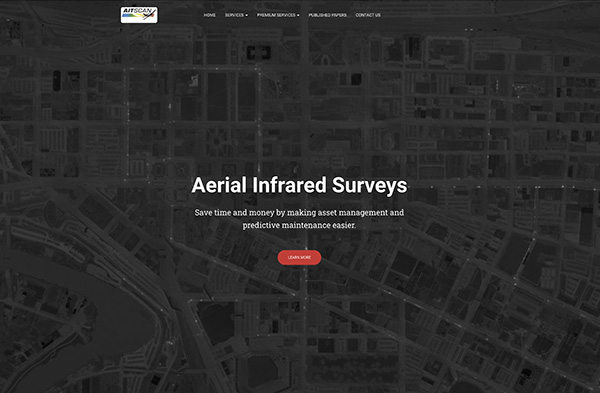 AITSCAN
HOME SERVICES PREMIUM SERVICES PUBLISHED PAPERS CONTACT US
Aerial Infrared Surveys
Save time and money by making asset management and
predictive maintenance easier.
LEARN MORE